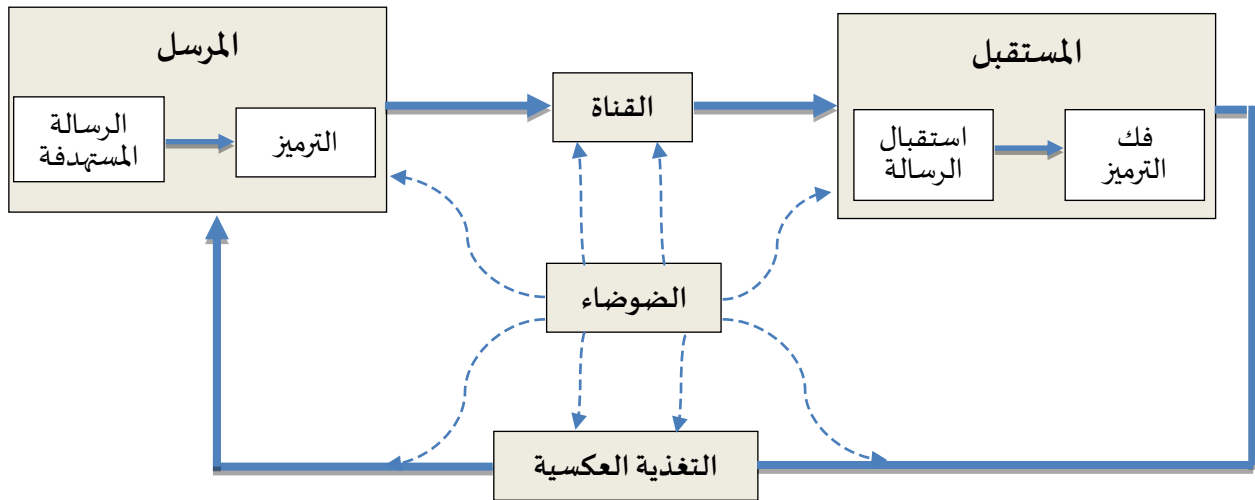 المرسل
الرسالة
المستهدفة
الترميز
القناة
المستقبل
استقبال
الرسالة
فك
الترميز
الضوضاء
التغذية العكسية